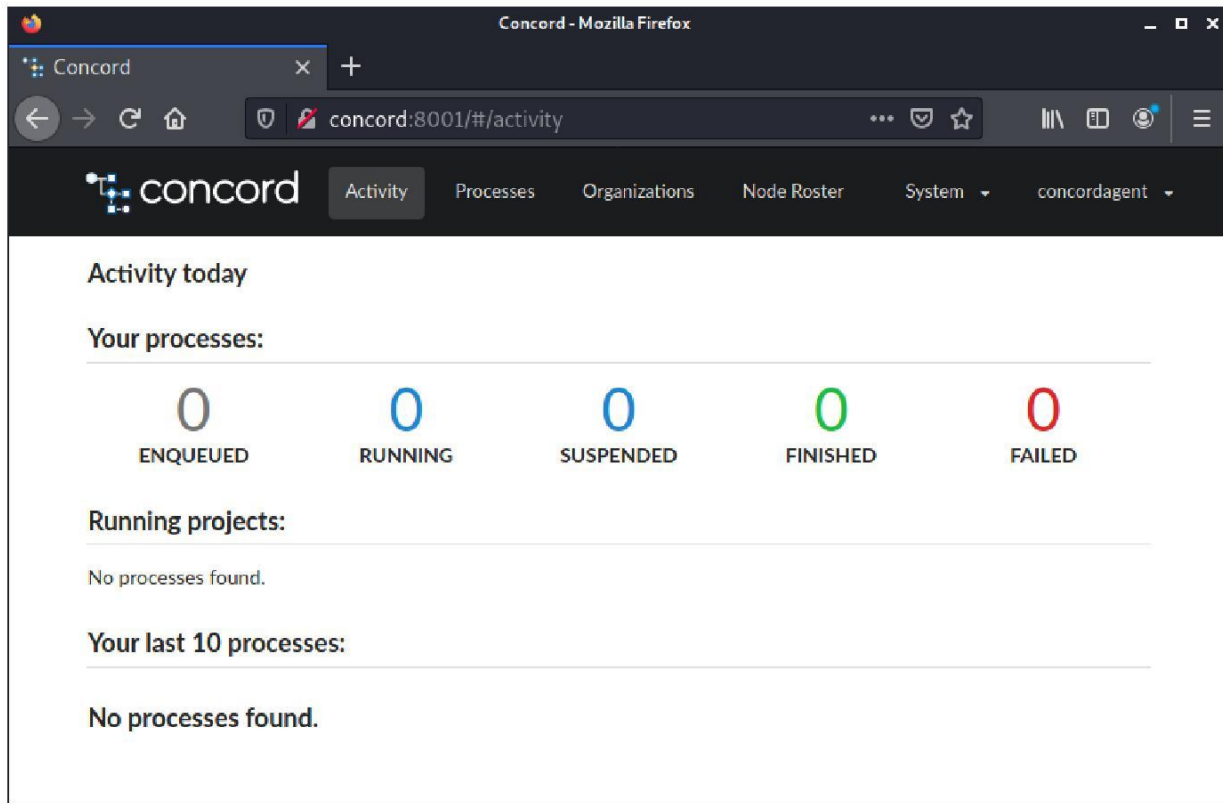 Concord - Mozilla Firefox
Concord
concord:8001/#/activity
concord Activity Processes Organizations Node Roster System concordagent
Activity today
Your processes:
0 0 0 0 0
ENQUEUED RUNNING SUSPENDED FINISHED FAILED
Running projects:
No processes found.
Your last 10 processes:
No processes found.